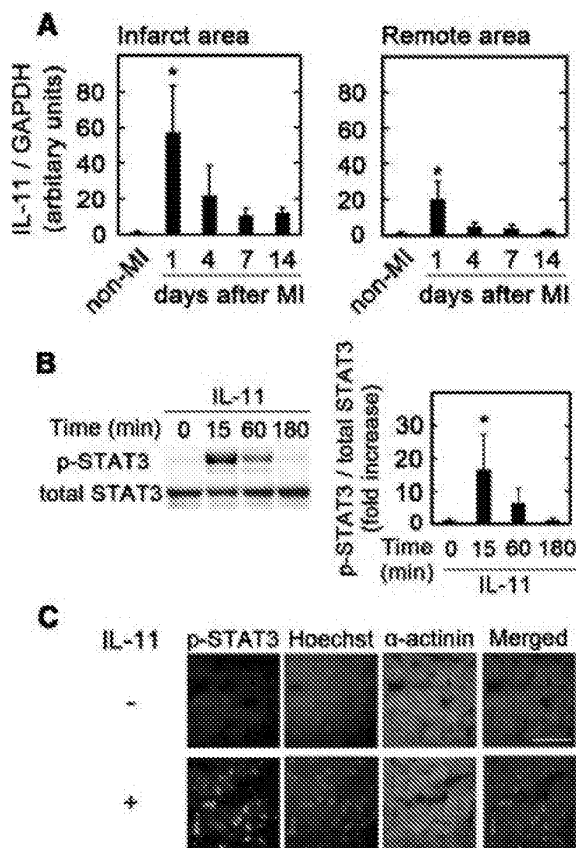 A
Infarct area
Remote area
IL-11 / GAPDH
(arbitary units)
80
60
40
20
0
non-MI
1 4 7 14
days after MI
80
60
40
20
0
non-MI
1 4 7 14
days after MI
B
IL-11
Time (min) 0 15 60 180
p-STAT3
total STAT3
p-STAT3 / total STAT3
(fold increase)
30
20
10
0
*
Time
(min)
0 15 60 180
IL-11
C
IL-11 p-STAT3 Hoechst α-actinin Merged
-
+